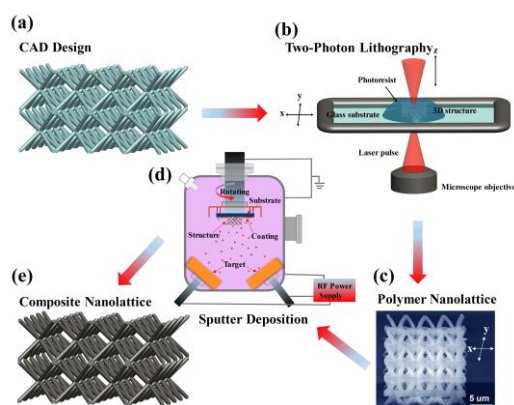 (a)
CAD Design
(b)
Two-Photon Lithography
z
Photoresist
y
x
Glass substrate
3D structure
Laser pulse
Microscope objective
(d)
Rotating
Substrate
Structure
Coating
Target
RF Power
Supply
Sputter Deposition
(e)
Composite Nanolattice
(c)
Polymer Nanolattice
y
x
5 um